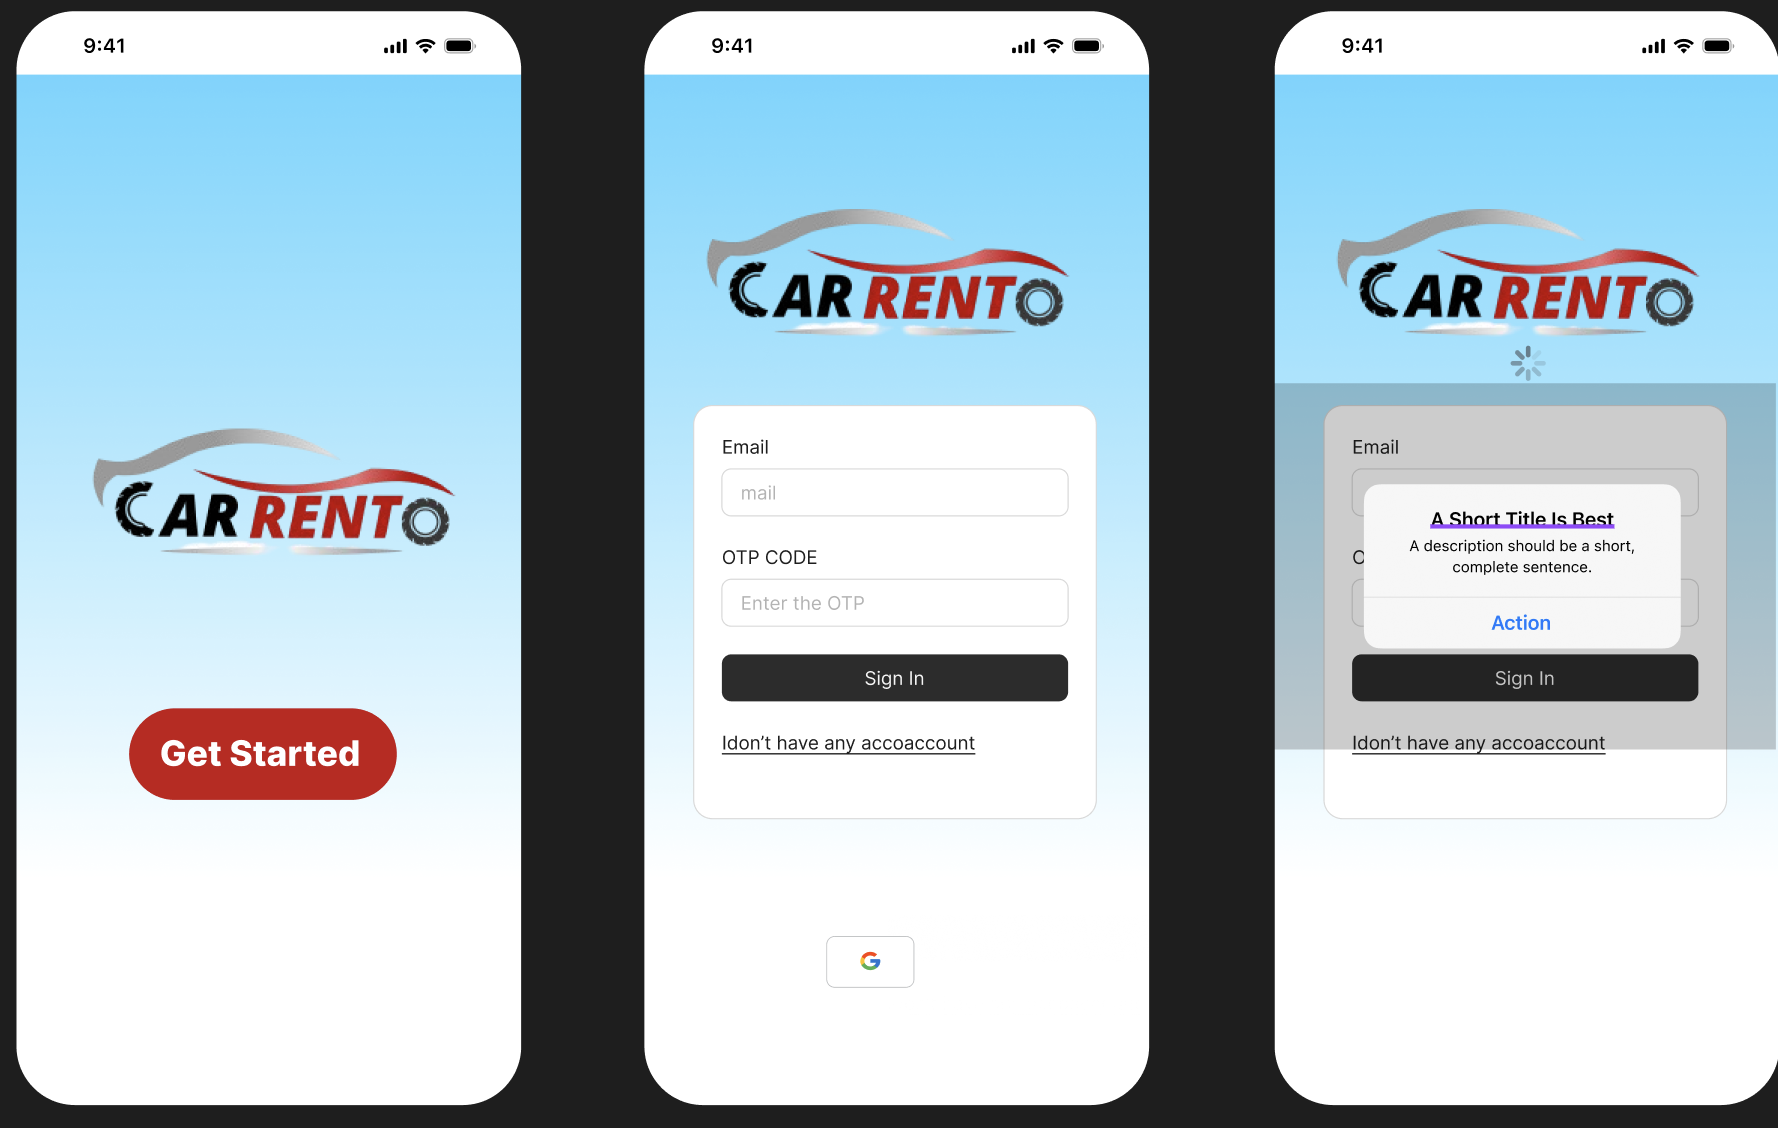 9:41
CAR RENTO
Get Started
9:41
CAR RENTO
Email
mail
OTP CODE
Enter the OTP
Sign In
Idon't have any accoaccount
G
9:41
CAR RENTO
Email
A Short Title Is Best
A description should be a short,
complete sentence.
Action
Sign In
Idon't have any accoaccount